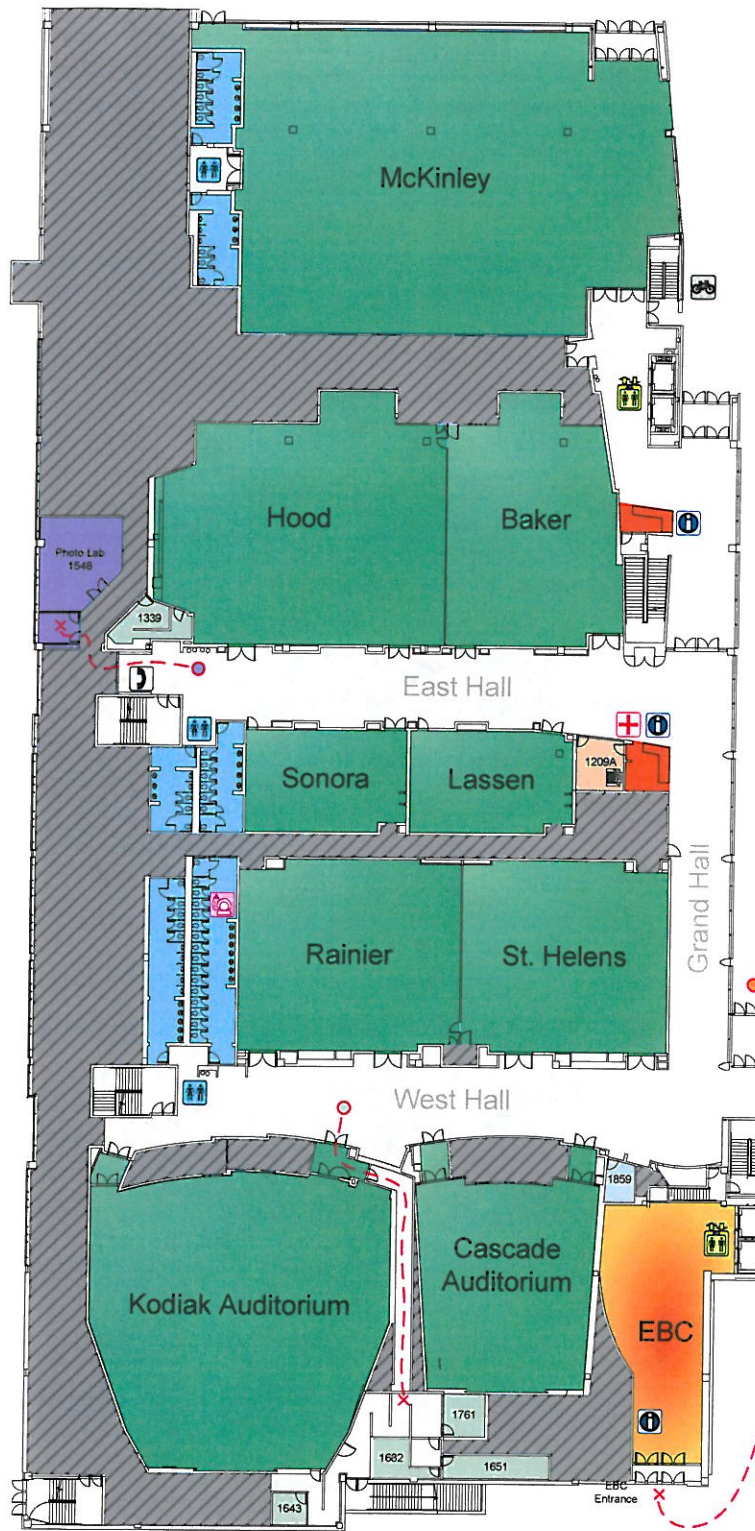 McKinley
Hood
Baker
Photo Lab
1548
1339
East Hall
Sonora
Lassen
1209A
Grand Hall
Rainier
St. Helens
West Hall
1859
Kodiak Auditorium
Cascade
Auditorium
EBC
1761
1682
1651
1643
EBC
Entrance